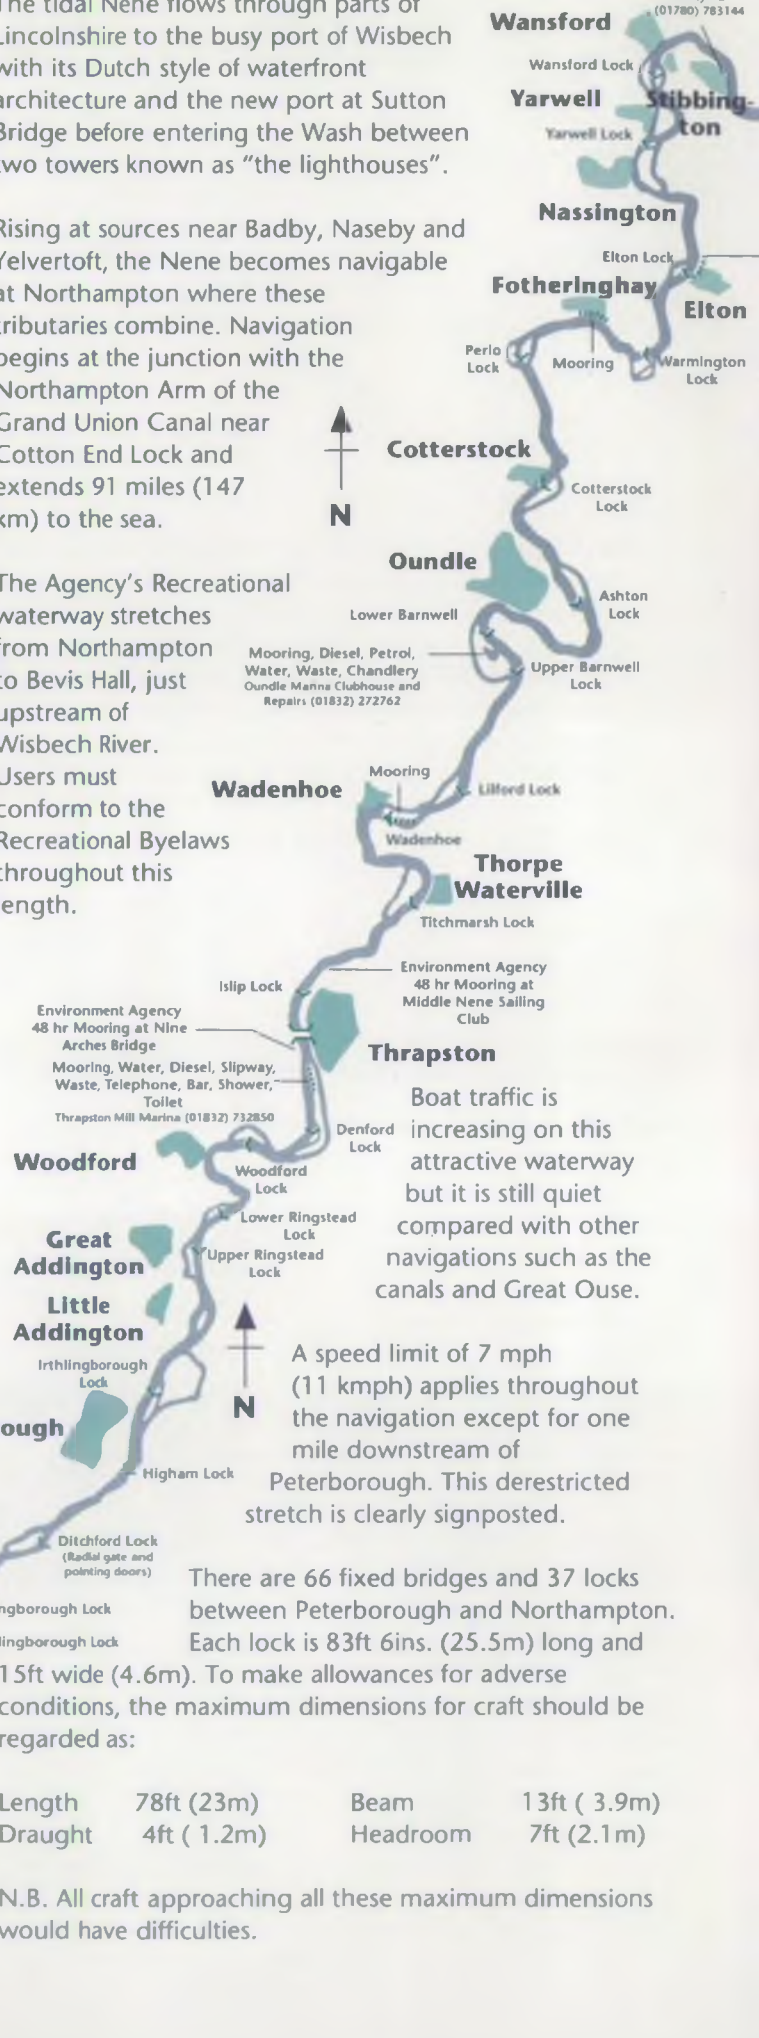 The tidal Nene flows through parts of
Lincolnshire to the busy port of Wisbech
with its Dutch style of waterfront
architecture and the new port at Sutton
Bridge before entering the Wash between
two towers known as "the lighthouses".
Rising at sources near Badby, Naseby and
Yelvertoft, the Nene becomes navigable
at Northampton where these
tributaries combine. Navigation
begins at the junction with the
Northampton Arm of the
Grand Union Canal near
Cotton End Lock and
extends 91 miles (147
km) to the sea.
The Agency's Recreational
waterway stretches
from Northampton
to Bevis Hall, just
upstream of
Wisbech River.
Users must
conform to the
Recreational Byelaws
throughout this
length.
(01780) 783144
Wansford
Wansford Lock
Stibbing-
ton
Yarwell
Yarwell Lock
Nassington
Elton Lock
Fotheringhay
Elton
Perio
Lock
Mooring
Warmington
Lock
N
Cotterstock
Cotterstock
Lock
Oundle
Ashton
Lock
Lower Barnwell
Mooring, Diesel, Petrol,
Water, Waste, Chandlery
Oundle Marina Clubhouse and
Repairs (01832) 272762
Upper Barnwell
Lock
Mooring
Wadenhoe
Lilford Lock
Wadenhoe
Thorpe
Waterville
Titchmarsh Lock
Environment Agency
48 hr Mooring at
Middle Nene Sailing
Club
Islip Lock
Environment Agency
48 hr Mooring at Nine
Arches Bridge
Thrapston
Mooring, Water, Diesel, Slipway,
Waste, Telephone, Bar, Shower,
Toilet
Thrapston Mill Marina (01832) 732850
Denford
Lock
Woodford
Woodford
Lock
Lower Ringstead
Lock
Great
Addington
Upper Ringstead
Lock
Little
Addington
Irthlingborough
Lock
N
ough
Higham Lock
Ditchford Lock
(Radial gate and
pointing doors)
ngborough Lock
lingborough Lock
Boat traffic is
increasing on this
attractive waterway
but it is still quiet
compared with other
navigations such as the
canals and Great Ouse.
A speed limit of 7 mph
(11 kmph) applies throughout
the navigation except for one
mile downstream of
Peterborough. This derestricted
stretch is clearly signposted.
There are 66 fixed bridges and 37 locks
between Peterborough and Northampton.
Each lock is 83ft 6ins. (25.5m) long and
15ft wide (4.6m). To make allowances for adverse
conditions, the maximum dimensions for craft should be
regarded as:
Length 78ft (23m) Beam 13ft ( 3.9m)
Draught 4ft ( 1.2m) Headroom 7ft (2.1m)
N.B. All craft approaching all these maximum dimensions
would have difficulties.